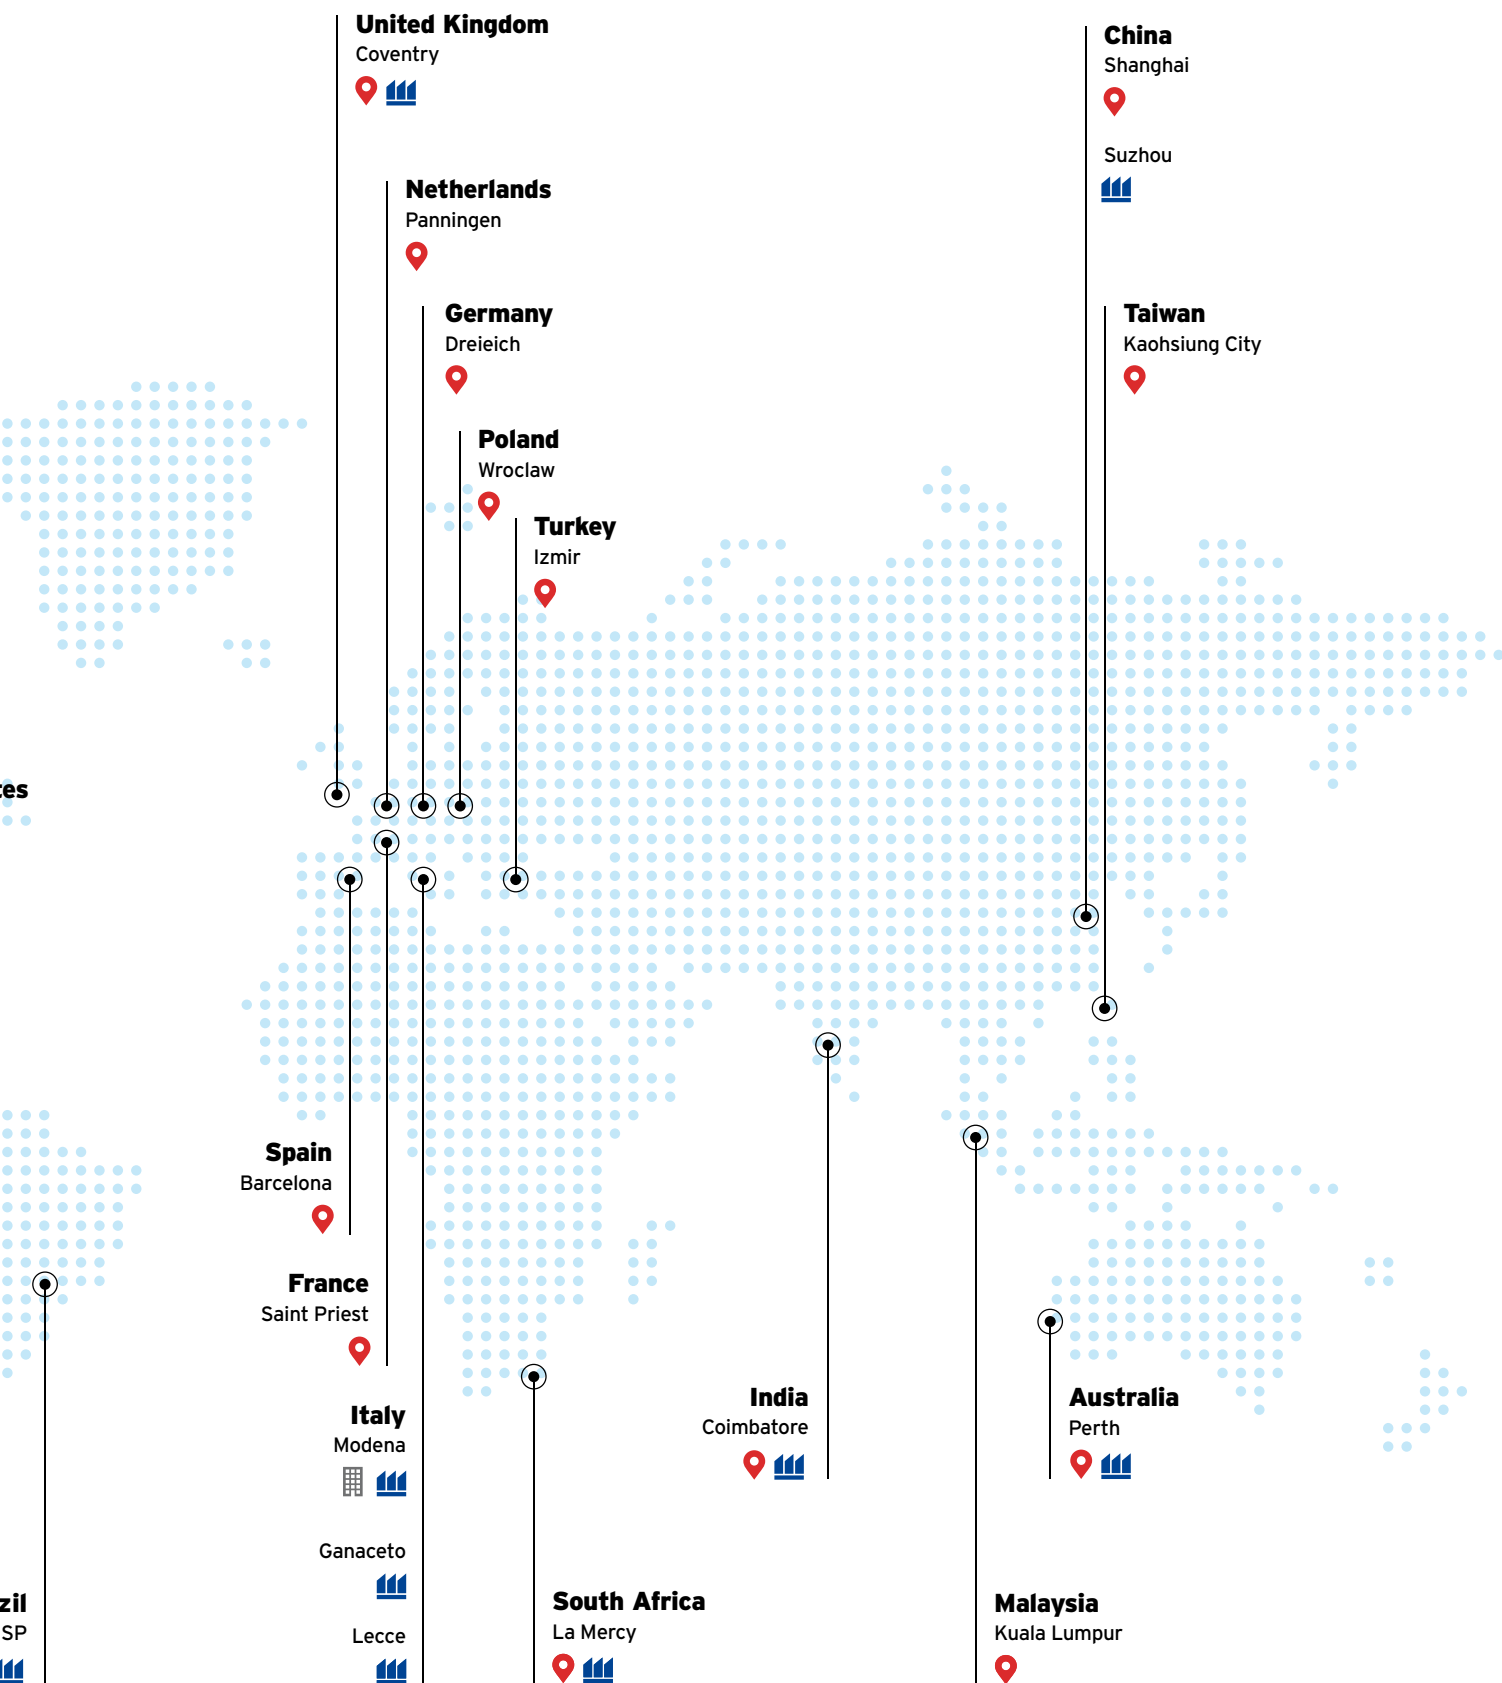 United Kingdom
Coventry
China
Shanghai
Suzhou
Netherlands
Panningen
Germany
Dreieich
Taiwan
Kaohsiung City
Poland
Wroclaw
Turkey
Izmir
Spain
Barcelona
France
Saint Priest
Italy
Modena
Ganaceto
Lecce
India
Coimbatore
Australia
Perth
South Africa
La Mercy
Malaysia
Kuala Lumpur
SP